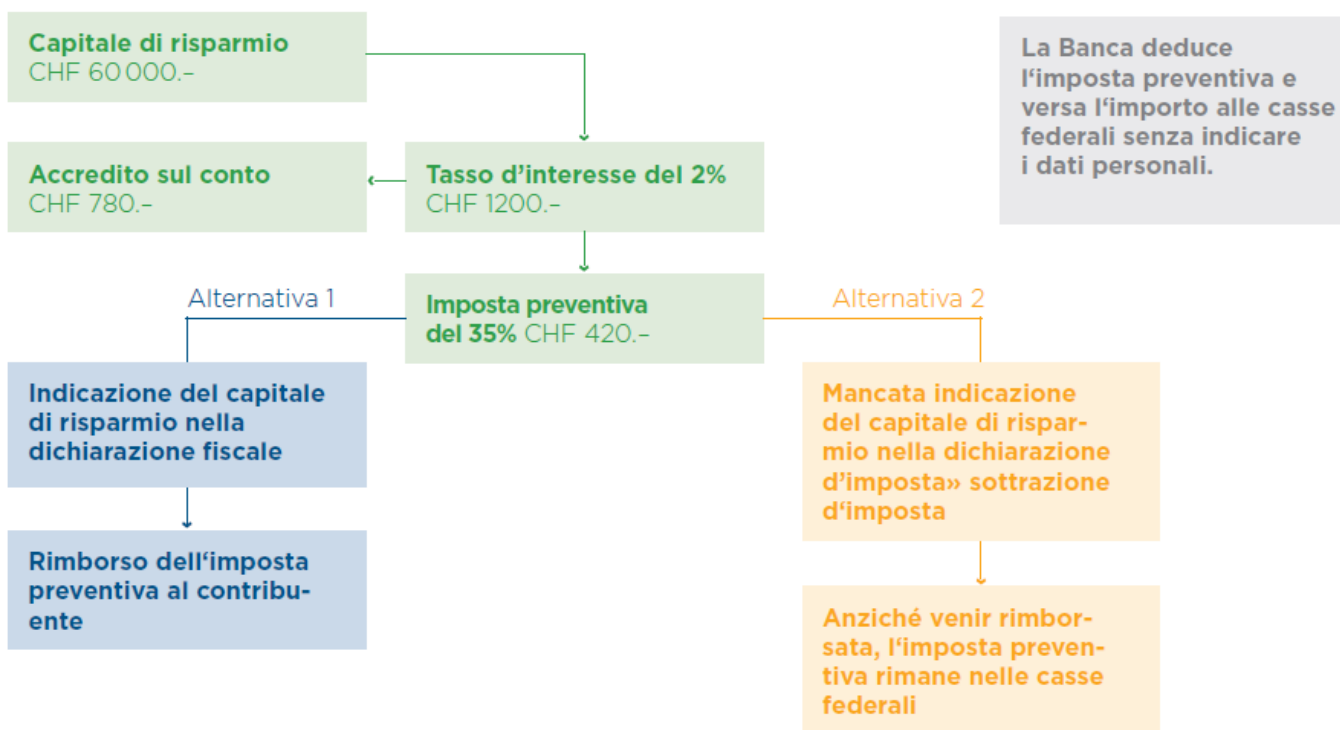 Capitale di risparmio
CHF 60 000.–
La Banca deduce
l‘imposta preventiva e
versa l‘importo alle casse
federali senza indicare
i dati personali.
Accredito sul conto
CHF 780.–
Tasso d’interesse del 2%
CHF 1200.–
Alternativa 1
Imposta preventiva
del 35% CHF 420.–
Alternativa 2
Indicazione del capitale
di risparmio nella
dichiarazione fiscale
Mancata indicazione
del capitale di rispar-
mio nella dichiarazione
d’imposta» sottrazione
d‘imposta
Rimborso dell‘imposta
preventiva al contribu-
ente
Anziché venir rimbor-
sata, l‘imposta preven-
tiva rimane nelle casse
federali